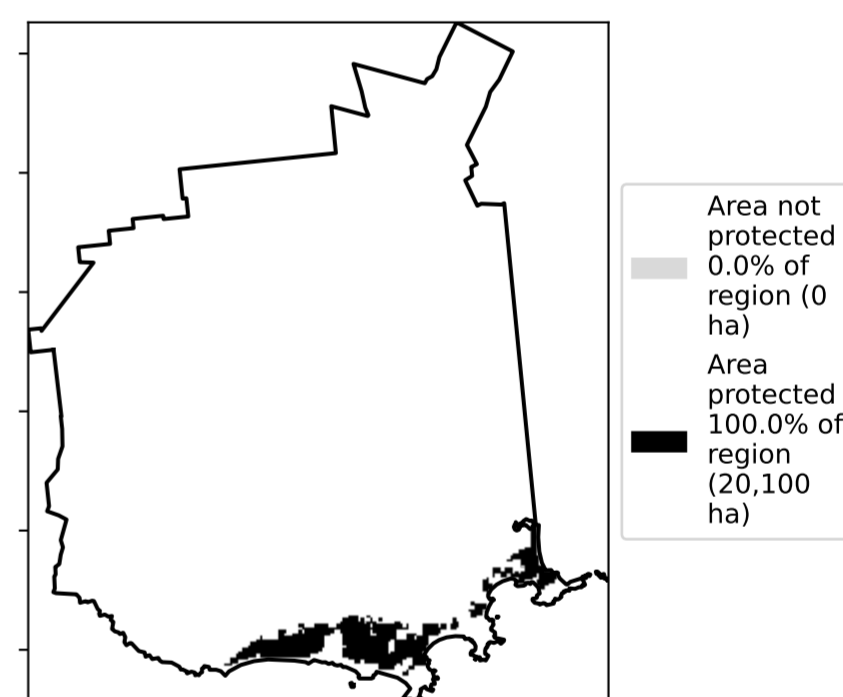 Area not
protected
0.0% of
region (0
ha)
Area
protected
100.0% of
region
(20,100
ha)